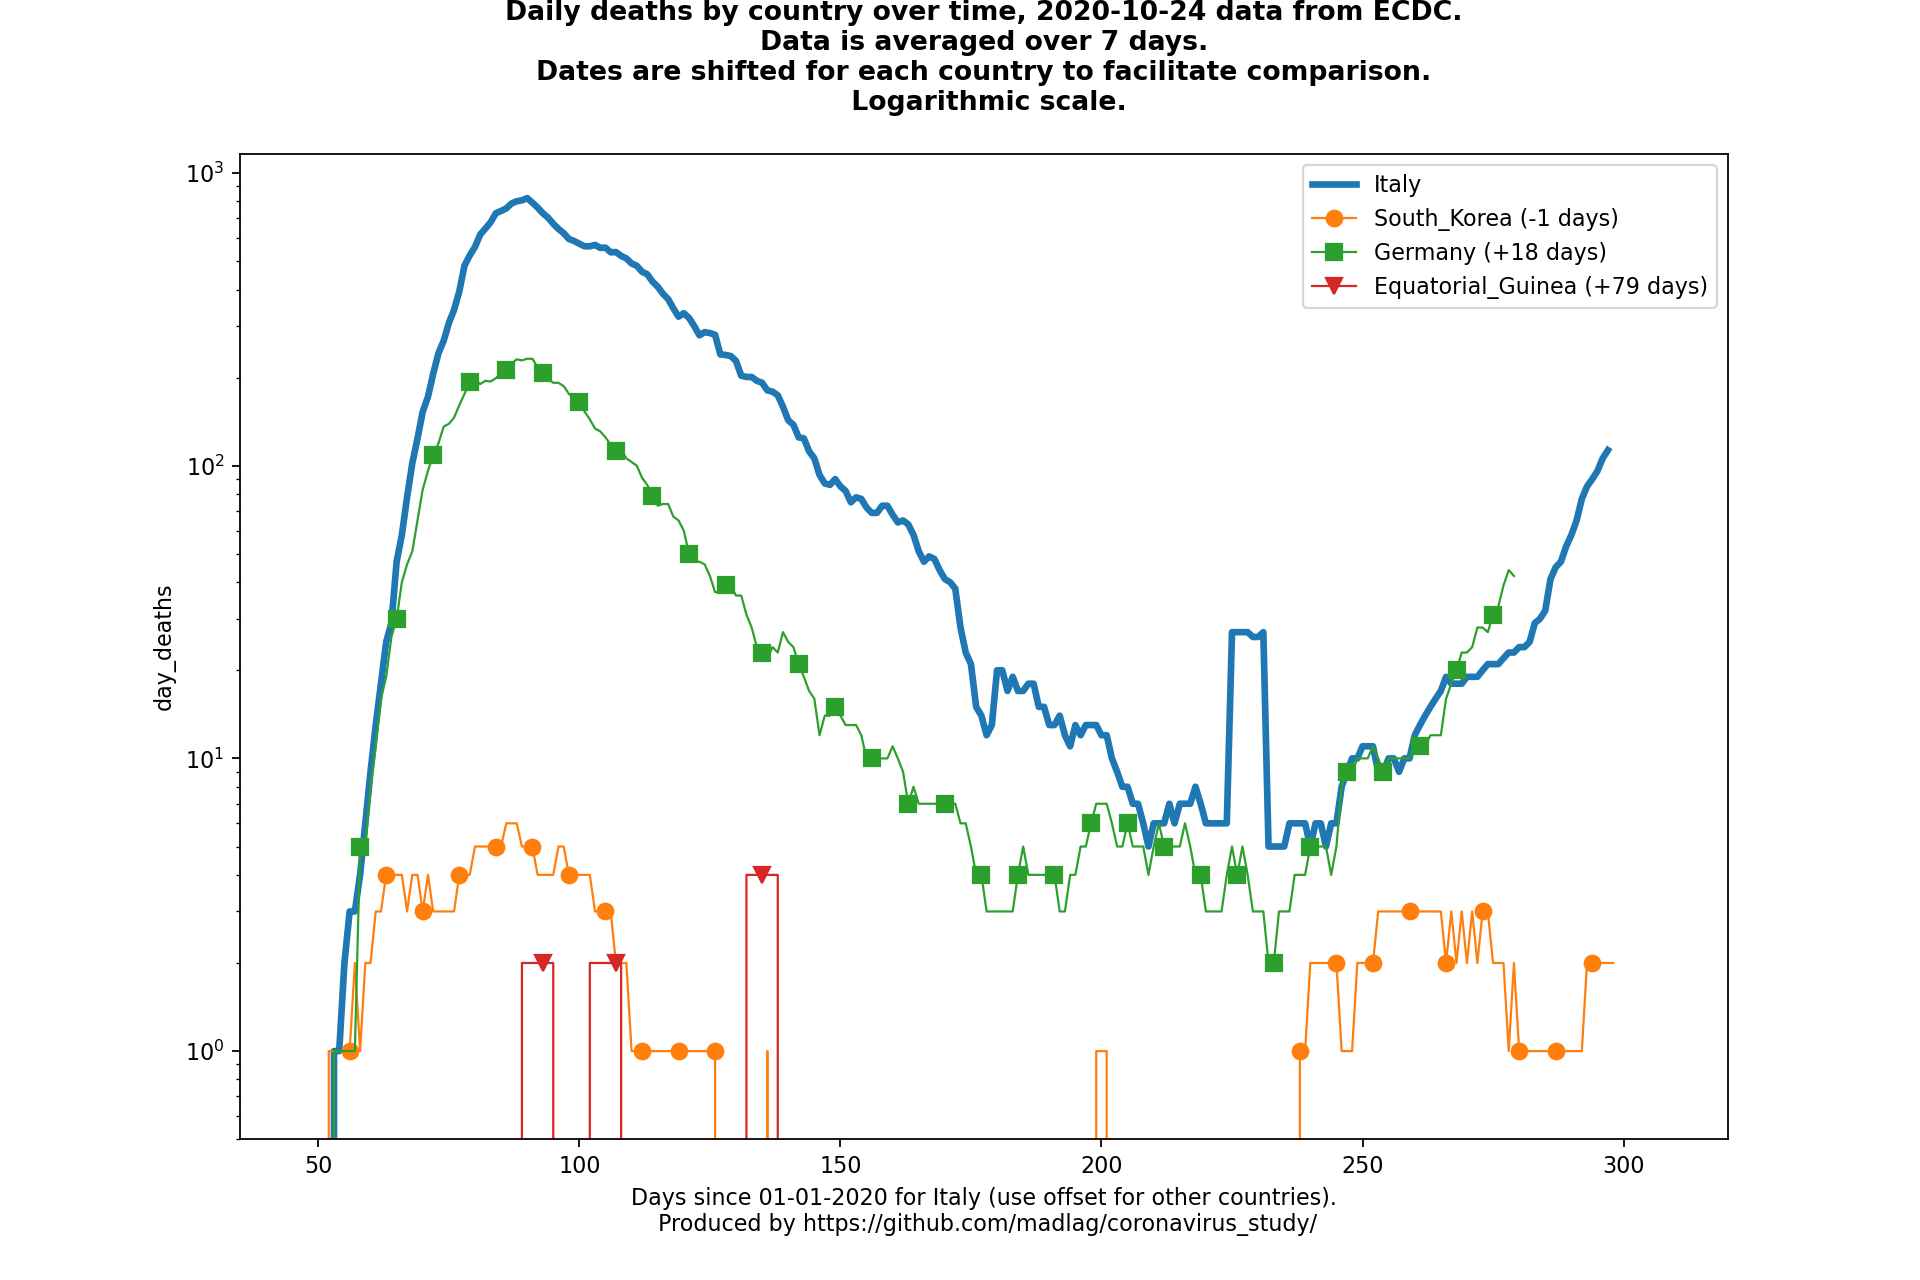 Daily deaths by country over time, 2020-10-24 data from ECDC.
Data is averaged over 7 days.
Dates are shifted for each country to facilitate comparison.
Logarithmic scale.
10³
10²
10¹
10⁰
day_deaths
Italy
South_Korea (-1 days)
Germany (+18 days)
Equatorial_Guinea (+79 days)
50 100 150 200 250 300
Days since 01-01-2020 for Italy (use offset for other countries).
Produced by https://github.com/madlag/coronavirus_study/